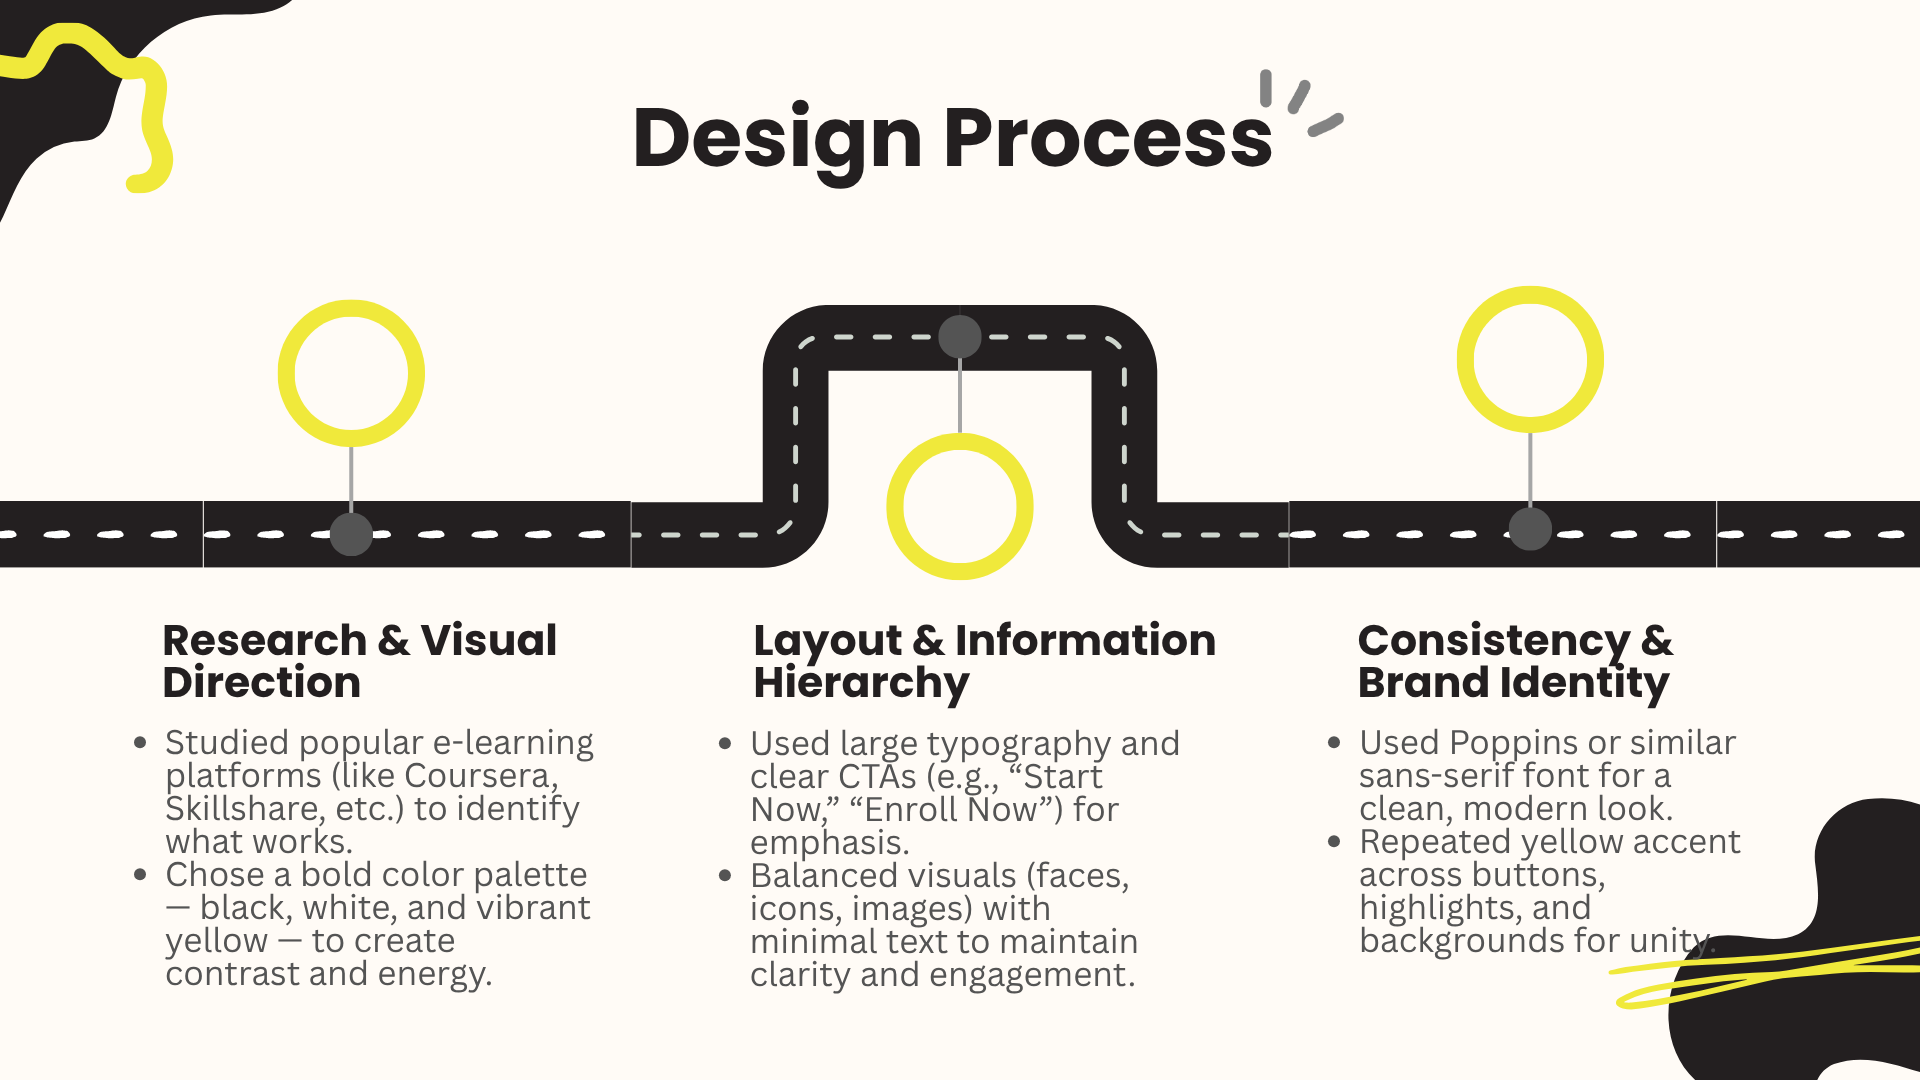 Design Process
Research & Visual
Direction
• Studied popular e-learning
platforms (like Coursera,
Skillshare, etc.) to identify
what works.
• Chose a bold color palette
— black, white, and vibrant
yellow — to create
contrast and energy.
Layout & Information
Hierarchy
• Used large typography and
clear CTAs (e.g., “Start
Now,” “Enroll Now”) for
emphasis.
• Balanced visuals (faces,
icons, images) with
minimal text to maintain
clarity and engagement.
Consistency &
Brand Identity
• Used Poppins or similar
sans-serif font for a
clean, modern look.
• Repeated yellow accent
across buttons,
highlights, and
backgrounds for unity.